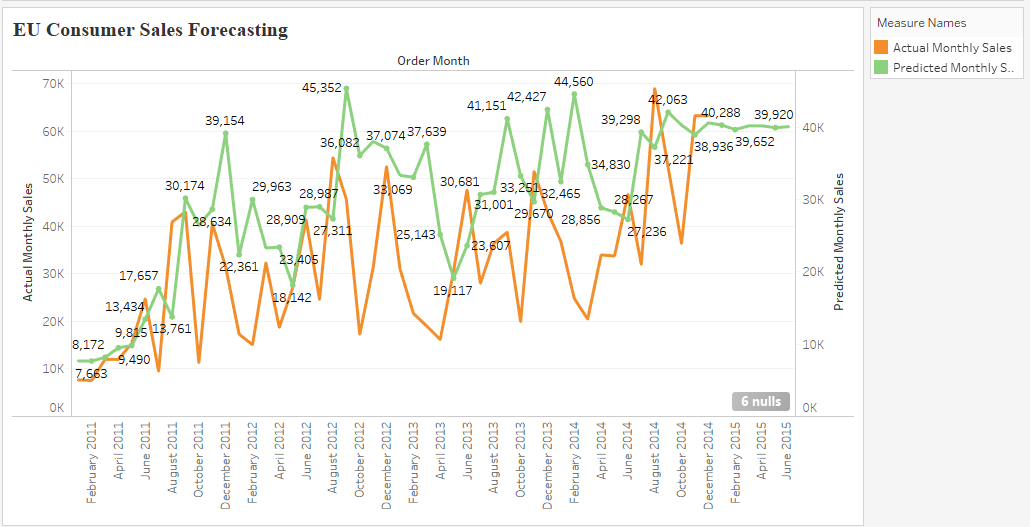 EU Consumer Sales Forecasting
Measure Names
Actual Monthly Sales
Predicted Monthly S..
Order Month
70K
60K
50K
40K
30K
20K
10K
0K
Actual Monthly Sales
8,172
7,663
9,815
9,490
13,434
17,657
13,761
30,174
28,634
39,154
22,361
29,963
28,909
23,405
18,142
28,987
27,311
36,082
45,352
37,074
33,069
37,639
25,143
19,117
30,681
23,607
31,001
41,151
33,251
29,670
42,427
32,465
44,560
28,856
34,830
28,267
27,236
39,298
42,063
37,221
38,936
40,288
39,652
39,920
6 nulls
40K
30K
20K
10K
0K
Predicted Monthly Sales
February 2011
April 2011
June 2011
August 2011
October 2011
December 2011
February 2012
April 2012
June 2012
August 2012
October 2012
December 2012
February 2013
April 2013
June 2013
August 2013
October 2013
December 2013
February 2014
April 2014
June 2014
August 2014
October 2014
December 2014
February 2015
April 2015
June 2015